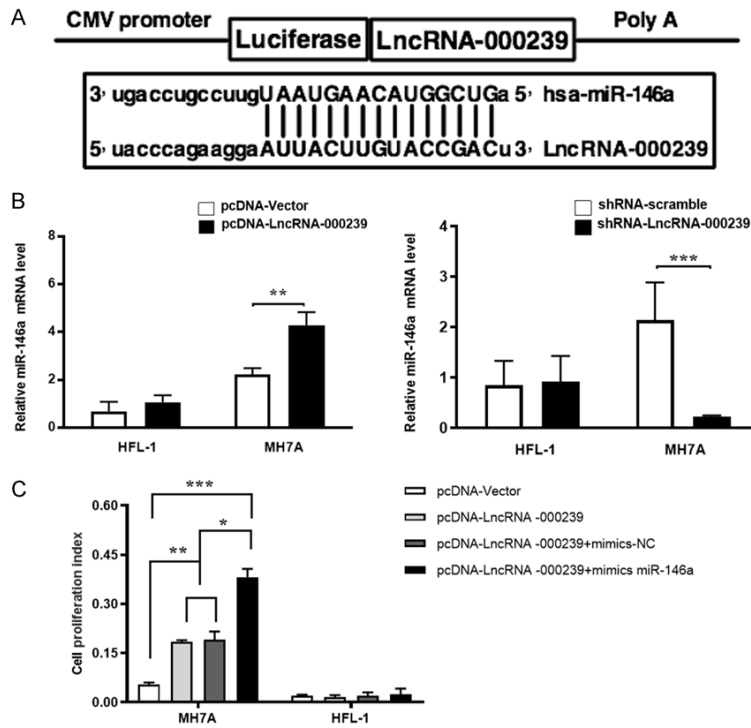 A
CMV promoter
Luciferase
LncRNA-000239
Poly A
3, ugaccugccuugUAAUGAACAUGGCUGa 5, hsa-miR-146a
5, uacccagaaggaAUUACUUGUACCGACu 3, LncRNA-000239
B
pcDNA-Vector
pcDNA-LncRNA-000239
Relative miR-146a mRNA level
8
6
4
2
0
**
HFL-1
MH7A
shRNA-scramble
shRNA-LncRNA-000239
Relative miR-146a mRNA level
4
3
2
1
0
***
HFL-1
MH7A
C
Cell proliferation index
0.60
0.45
0.30
0.15
0.00
***
**
*
MH7A
HFL-1
pcDNA-Vector
pcDNA-LncRNA -000239
pcDNA-LncRNA -000239+mimics-NC
pcDNA-LncRNA -000239+mimics miR-146a